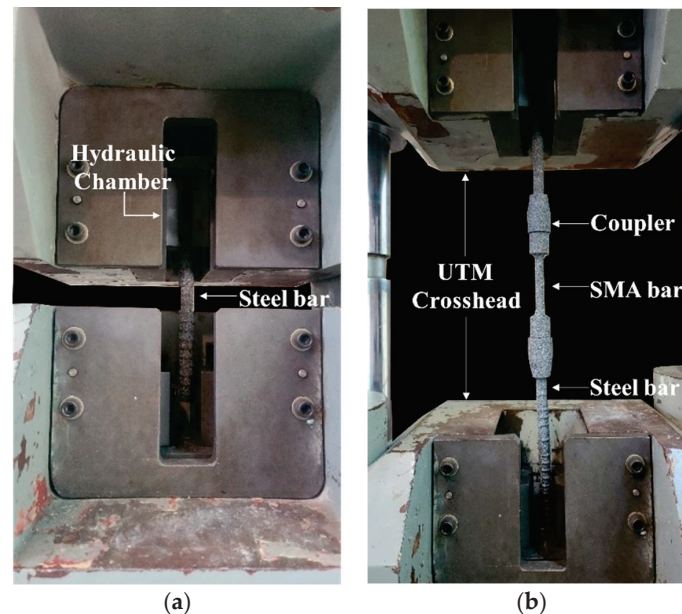 Hydraulic
Chamber
Steel bar
(a)
Coupler
UTM
Crosshead
SMA bar
Steel bar
(b)